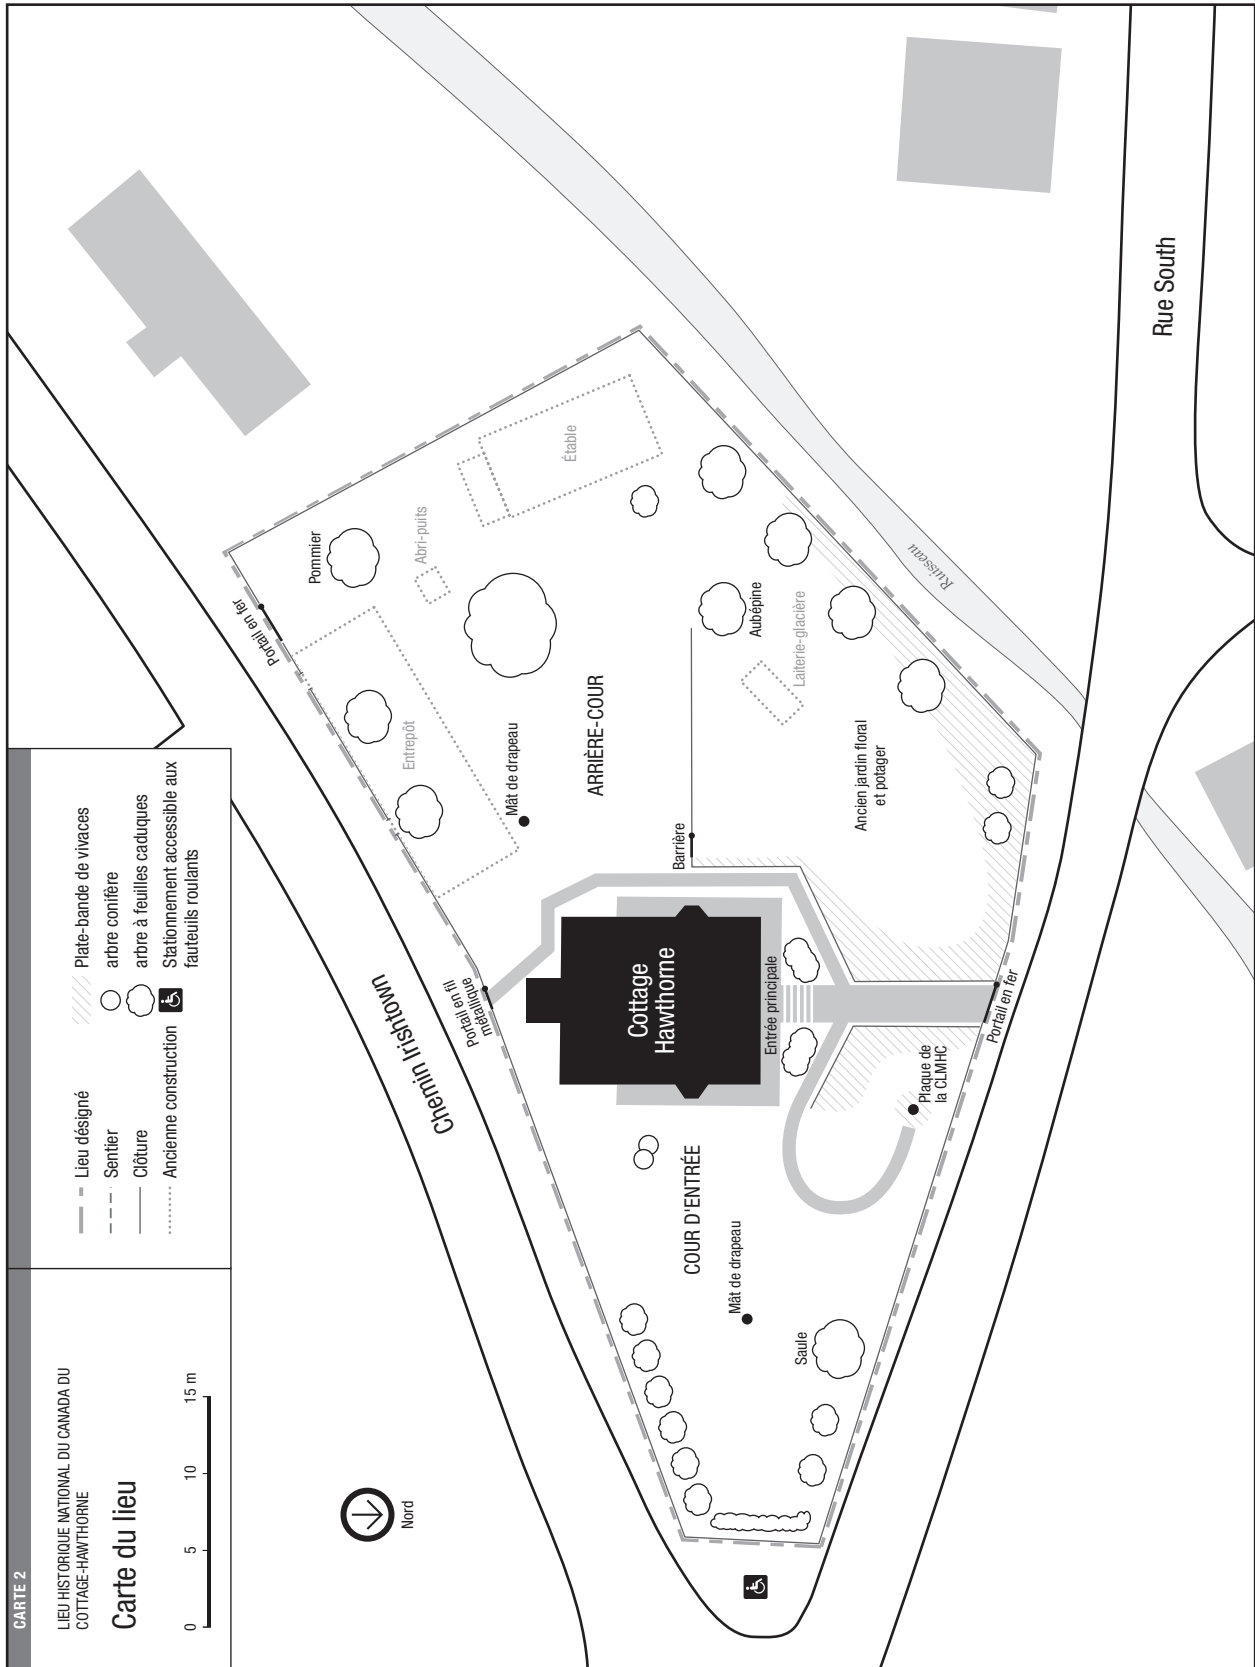 CARTE 2
LIEU HISTORIQUE NATIONAL DU CANADA DU
COTTAGE-HAWTHORNE
Carte du lieu
0
5
10
15 m
Lieu désigné
Sentier
Clôture
Ancienne construction
Plate-bande de vivaces
arbre conifère
arbre à feuilles caduques
Stationnement accessible aux
fauteuils roulants
Nord
Chemin Irishtown
Portail en fil
métallique
Portail en fer
Pommier
Entrepôt
Abri-puits
Étable
Mât de drapeau
ARRIÈRE-COUR
Barrière
Aubépine
Laiterie-glacière
Ancien jardin floral
et potager
Ruisseau
Cottage
Hawthorne
Entrée principale
Portail en fer
Plaque de
la CLMHC
COUR D'ENTRÉE
Mât de drapeau
Saule
Rue South